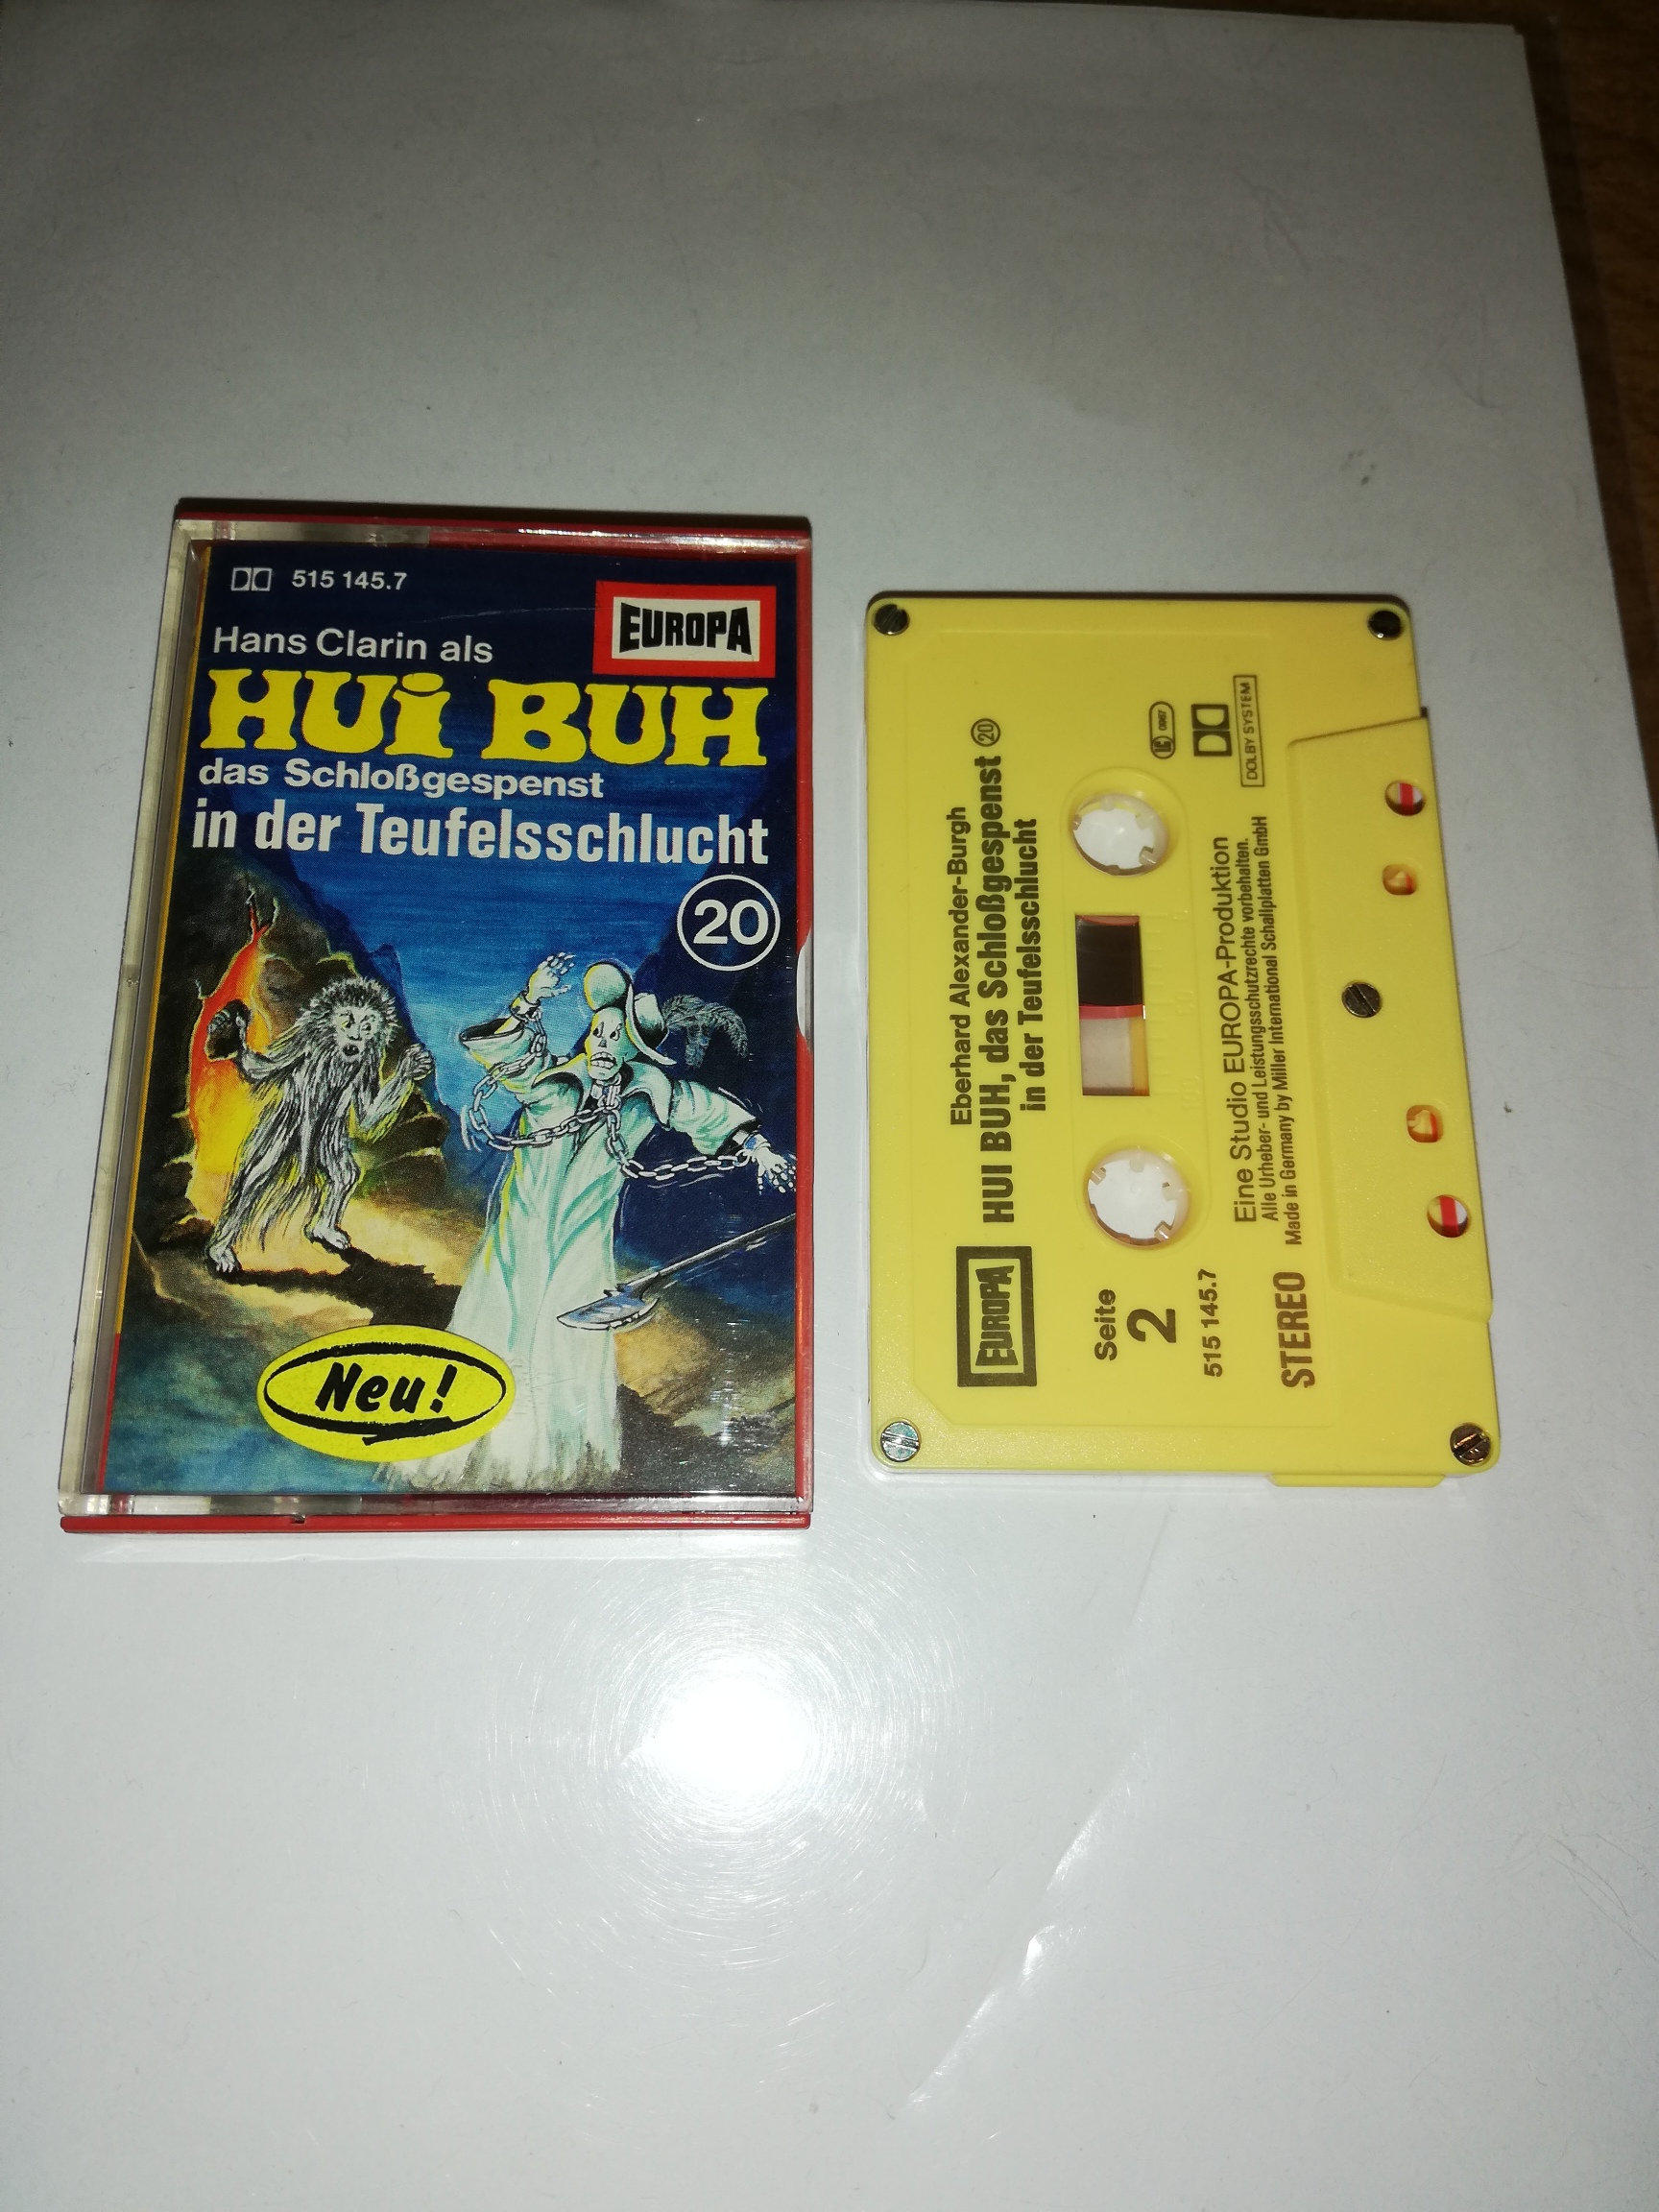 515 145.7
EUROPA
Hans Clarin als
HUi BUH
das Schloßgespenst
in der Teufelsschlucht
20
Neu!
EUROPA
Eberhard Alexander-Burgh
HUI BUH, das Schloßgespenst 20
in der Teufelsschlucht
Seite
2
515 145.7
STEREO
LC 0967
DOLBY SYSTEM
Eine Studio EUROPA-Produktion
Alle Urheber- und Leistungsschutzrechte vorbehalten.
Made in Germany by Miller International Schallplatten GmbH